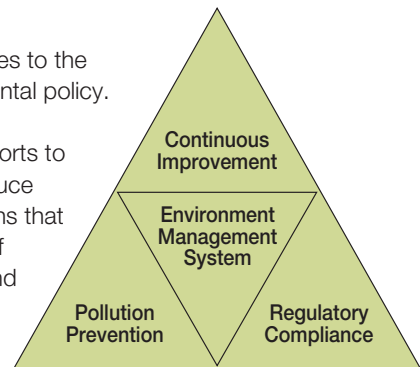 es to the
ntal policy.
orts to
uce
ns that
f
nd
Continuous
Improvement
Environment
Management
System
Pollution
Prevention
Regulatory
Compliance